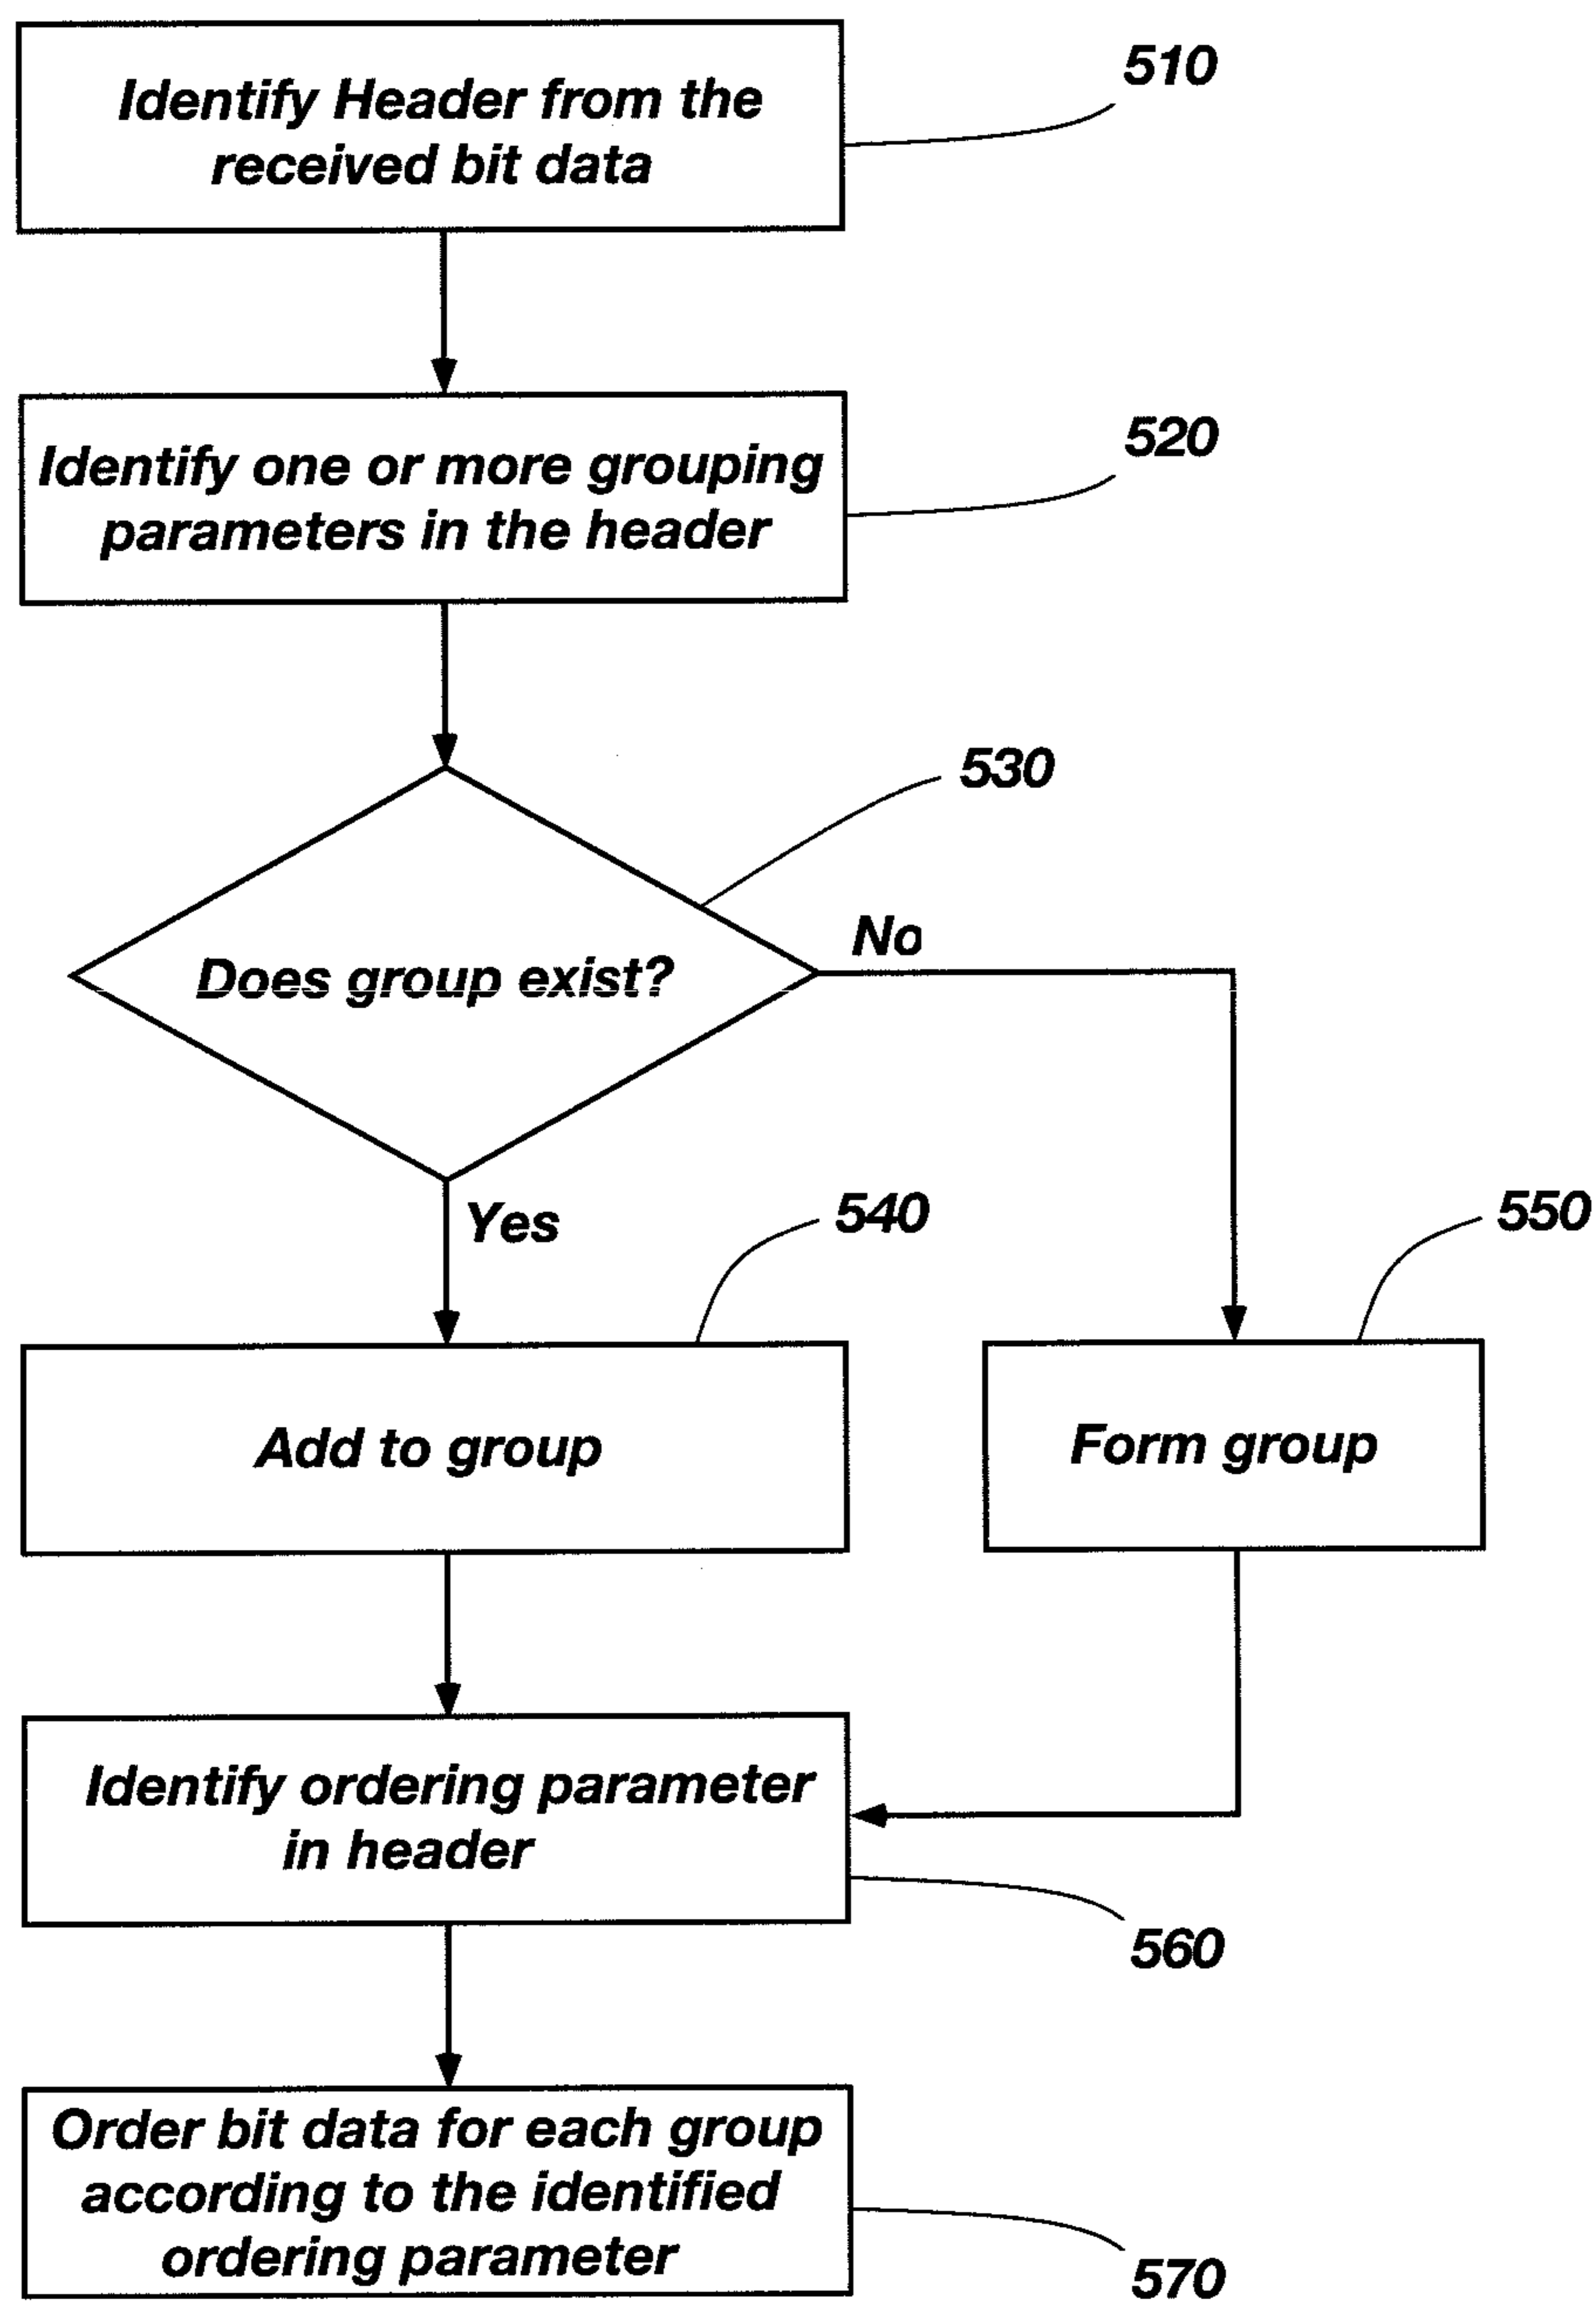 Identify Header from the
received bit data
510
Identify one or more grouping
parameters in the header
520
530
Does group exist?
No
Yes
540
550
Add to group
Form group
Identify ordering parameter
in header
560
Order bit data for each group
according to the identified
ordering parameter
570